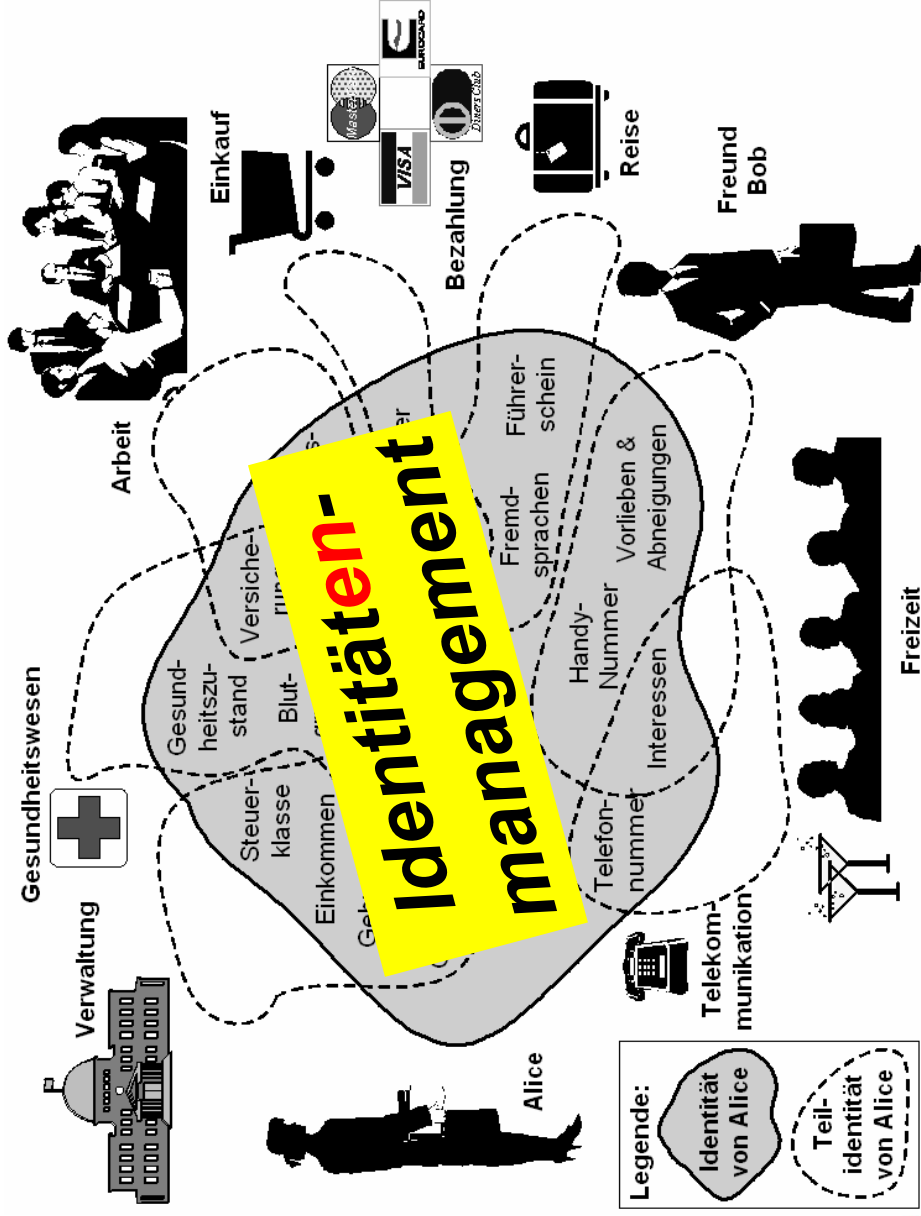 Gesundheitswesen
Verwaltung
Arbeit
Einkauf
Master
VISA
EUROCARD
Diners Club
Bezahlung
Reise
Freund
Bob
Gesund-
heitszu-
stand
Blut-
Versiche-
Steuer-
klasse
Einkommen
Identitäten-
management
Fremd-
sprachen
Führer-
schein
Handy-
Nummer
Vorlieben &
Abneigungen
Interessen
Telefon-
nummer
Alice
Telekom-
munikation
Freizeit
Legende:
Identität
von Alice
Teil-
identität
von Alice